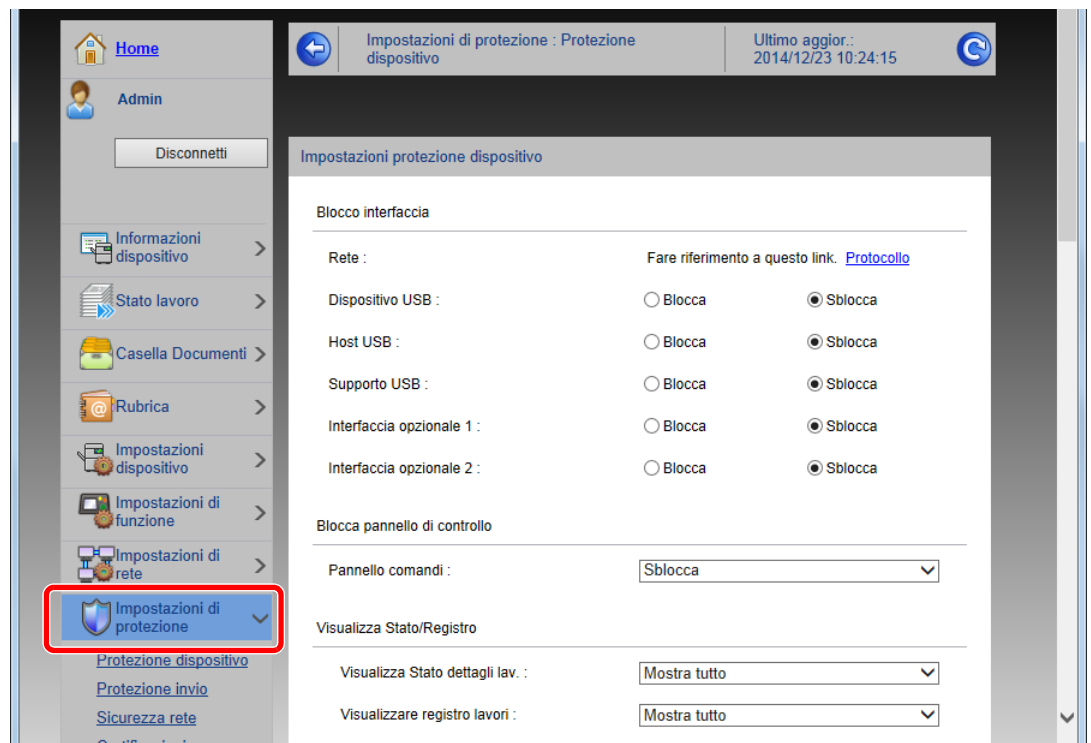 Home
Admin
Disconnetti
Informazioni
dispositivo
Stato lavoro
Casella Documenti
@
Rubrica
Impostazioni
dispositivo
Impostazioni di
funzione
Impostazioni di
rete
Impostazioni di
protezione
Protezione dispositivo
Protezione invio
Sicurezza rete
Impostazioni di protezione : Protezione
dispositivo
Ultimo aggior.:
2014/12/23 10:24:15
Impostazioni protezione dispositivo
Blocco interfaccia
Rete : Fare riferimento a questo link. Protocollo
Dispositivo USB : Blocca Sblocca
Host USB : Blocca Sblocca
Supporto USB : Blocca Sblocca
Interfaccia opzionale 1 : Blocca Sblocca
Interfaccia opzionale 2 : Blocca Sblocca
Blocca pannello di controllo
Pannello comandi : Sblocca
Visualizza Stato/Registro
Visualizza Stato dettagli lav. : Mostra tutto
Visualizzare registro lavori : Mostra tutto